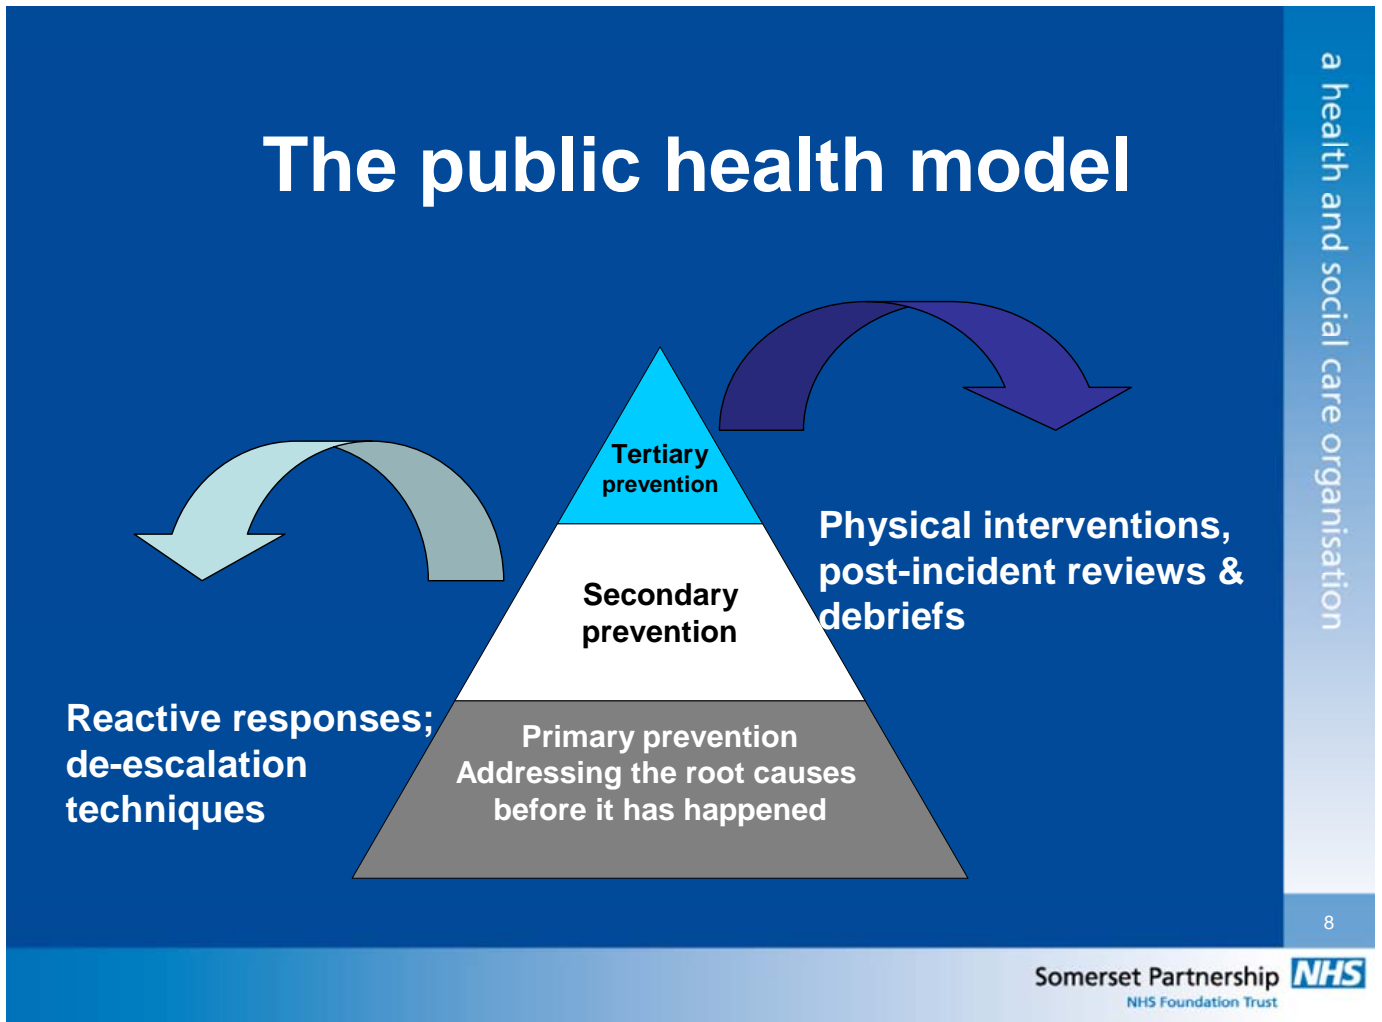 The public health model
Tertiary
prevention
Secondary
prevention
Primary prevention
Addressing the root causes
before it has happened
Physical interventions,
post-incident reviews &
debriefs
Reactive responses;
de-escalation
techniques
a health and social care organisation
8
Somerset Partnership NHS
NHS Foundation Trust